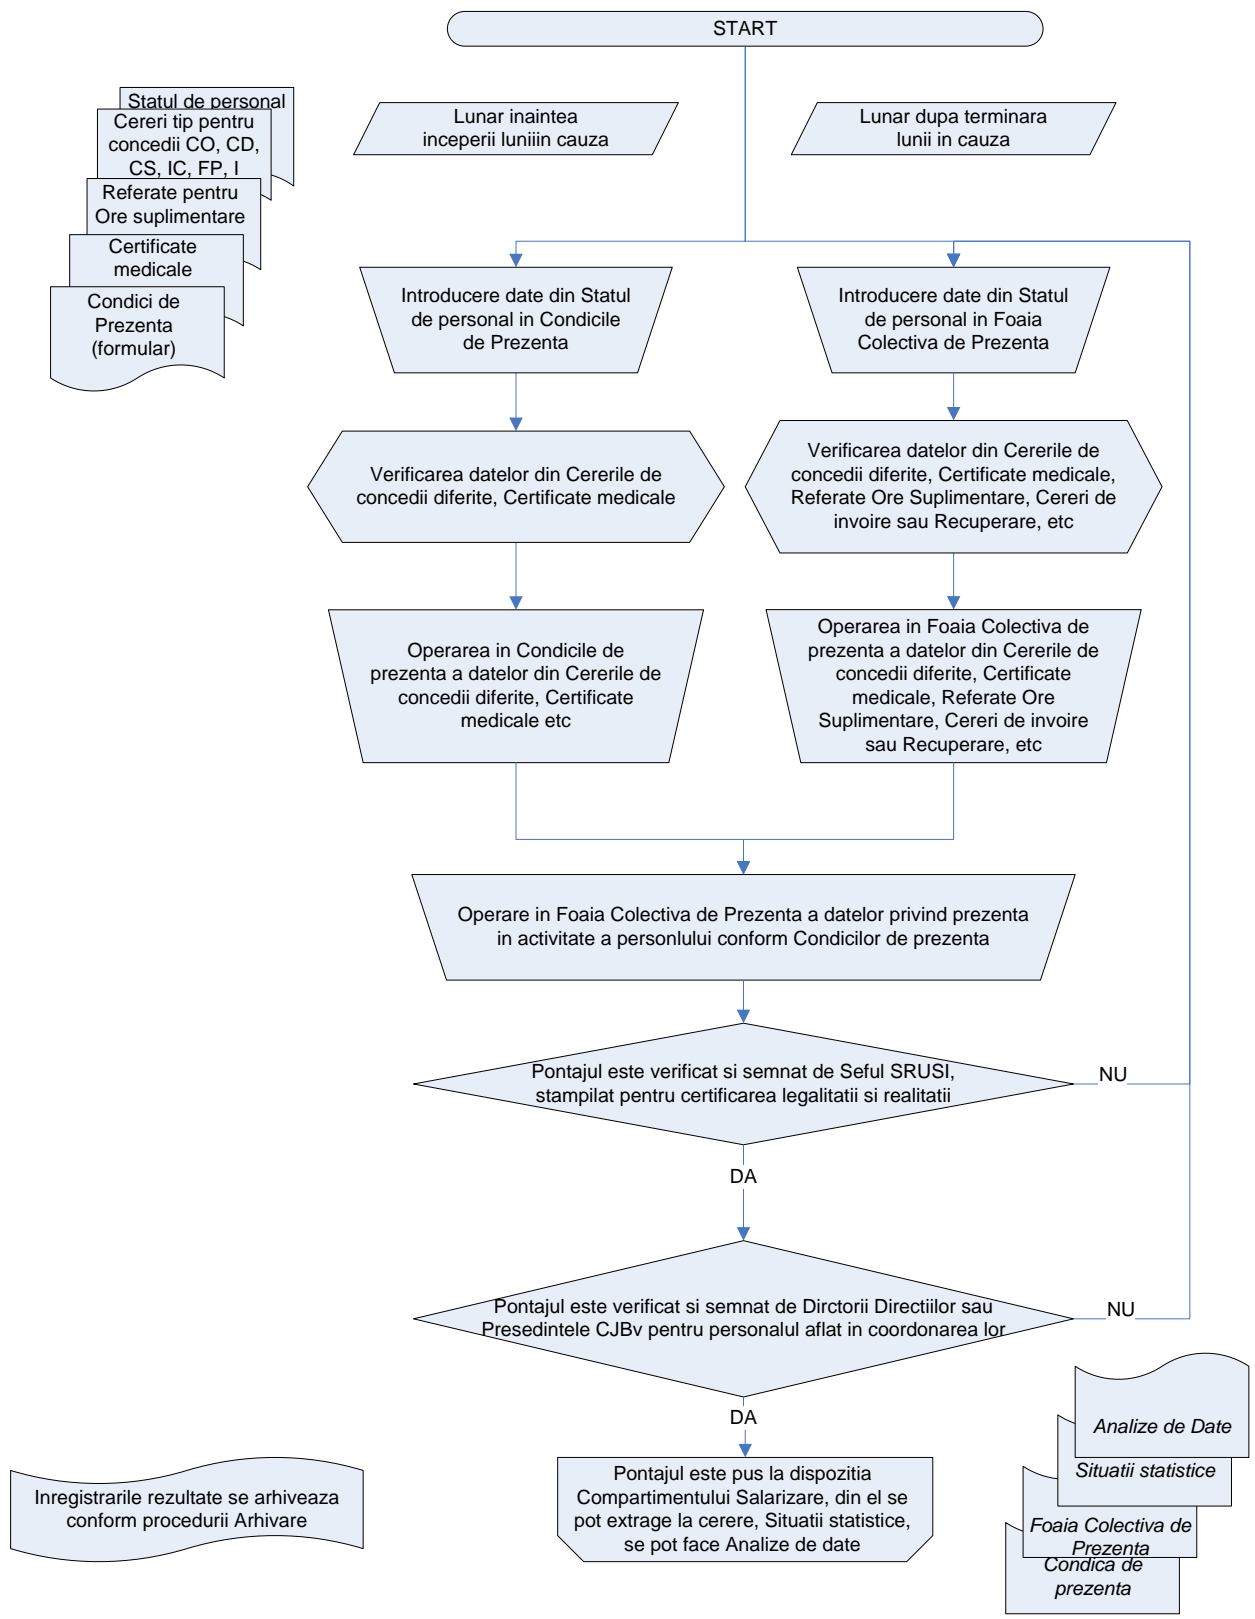 START
Statul de personal
Cereri tip pentru
concedii CO, CD,
CS, IC, FP, I
Referate pentru
Ore suplimentare
Certificate
medicale
Condici de
Prezenta
(formular)
Lunar inaintea
inceperii luniiin cauza
Lunar dupa terminara
lunii in cauza
Introducere date din Statul
de personal in Condicile
de Prezenta
Introducere date din Statul
de personal in Foaia
Colectiva de Prezenta
Verificarea datelor din Cererile de
concedii diferite, Certificate medicale
Verificarea datelor din Cererile de
concedii diferite, Certificate medicale,
Referate Ore Suplimentare, Cereri de
invoire sau Recuperare, etc
Operarea in Condicile de
prezenta a datelor din Cererile de
concedii diferite, Certificate
medicale etc
Operarea in Foaia Colectiva de
prezenta a datelor din Cererile de
concedii diferite, Certificate
medicale, Referate Ore
Suplimentare, Cereri de invoire
sau Recuperare, etc
Operare in Foaia Colectiva de Prezenta a datelor privind prezenta
in activitate a personlului conform Condicilor de prezenta
Pontajul este verificat si semnat de Seful SRUSI,
stampilat pentru certificarea legalitatii si realitatii
NU
DA
Pontajul este verificat si semnat de Dirctorii Directiilor sau
Presedintele CJBv pentru personalul aflat in coordonarea lor
NU
DA
Pontajul este pus la dispozitia
Compartimentului Salarizare, din el se
pot extrage la cerere, Situatii statistice,
se pot face Analize de date
Inregistrarile rezultate se arhiveaza
conform procedurii Arhivare
Analize de Date
Situatii statistice
Foaia Colectiva de
Prezenta
Condica de
prezenta